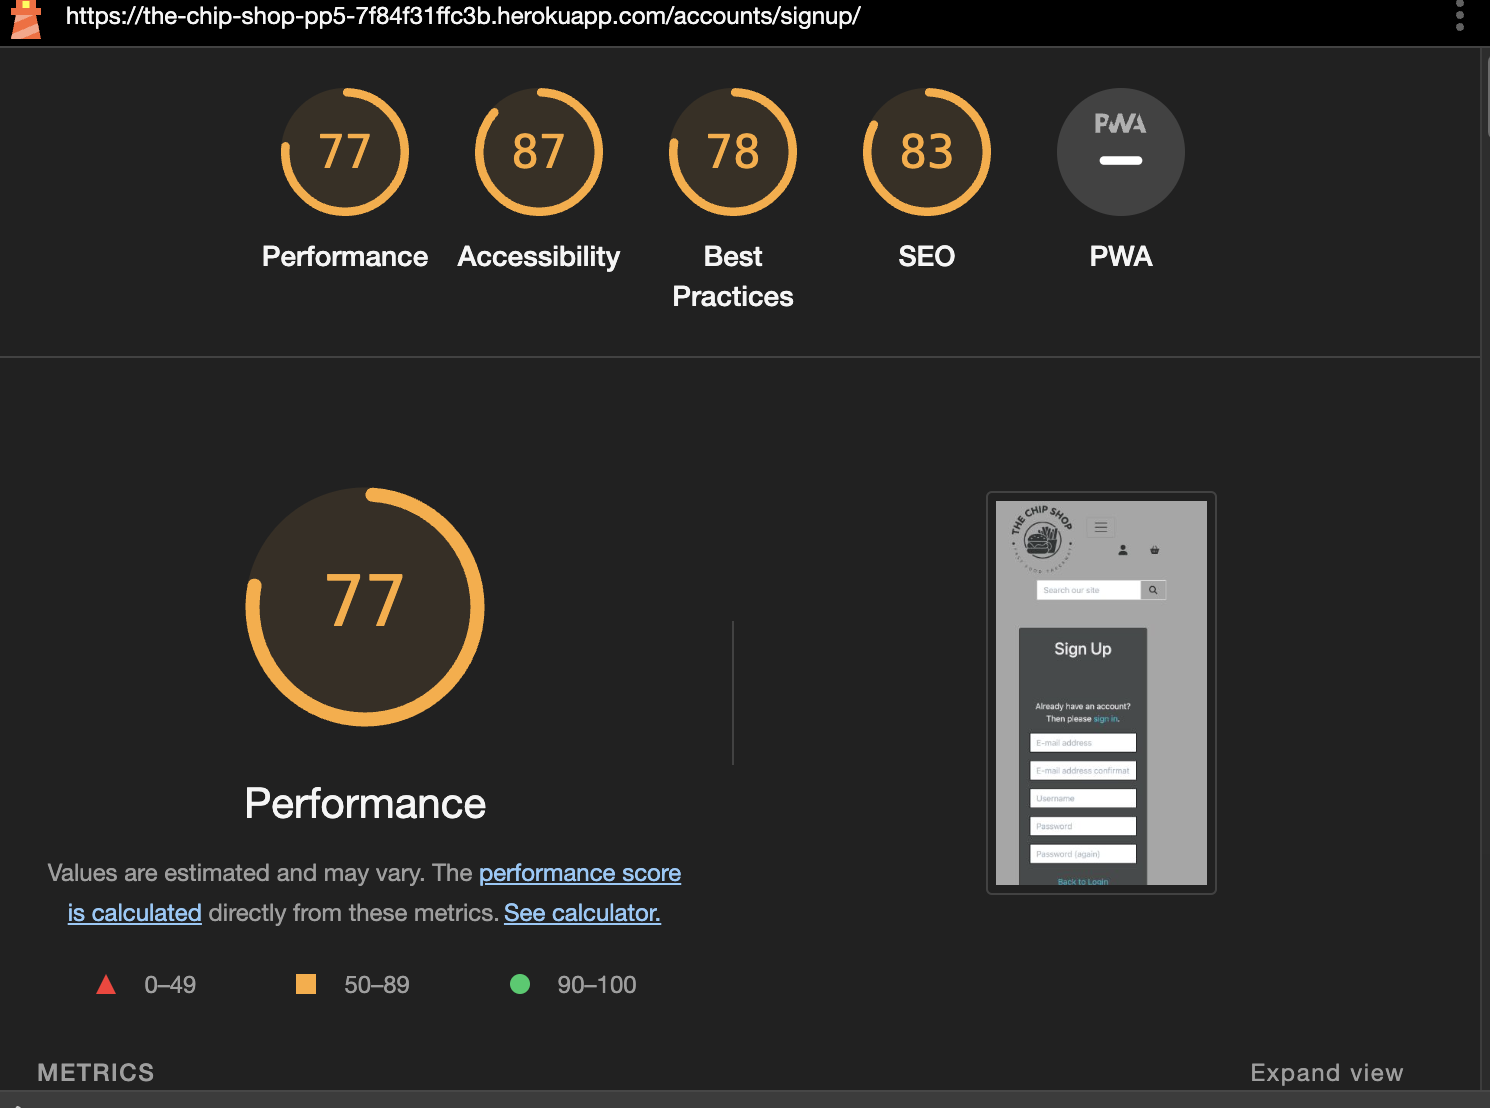 https://the-chip-shop-pp5-7f84f31ffc3b.herokuapp.com/accounts/signup/
77
87
78
83
PWA
Performance
Accessibility
Best
Practices
SEO
PWA
77
Performance
Values are estimated and may vary. The performance score
is calculated directly from these metrics. See calculator.
0–49
50–89
90–100
THE CHIP SHOP
Search our site
Sign Up
Already have an account?
Then please sign in.
E-mail address
E-mail address confirmat
Username
Password
Password (again)
Back to Login
METRICS
Expand view